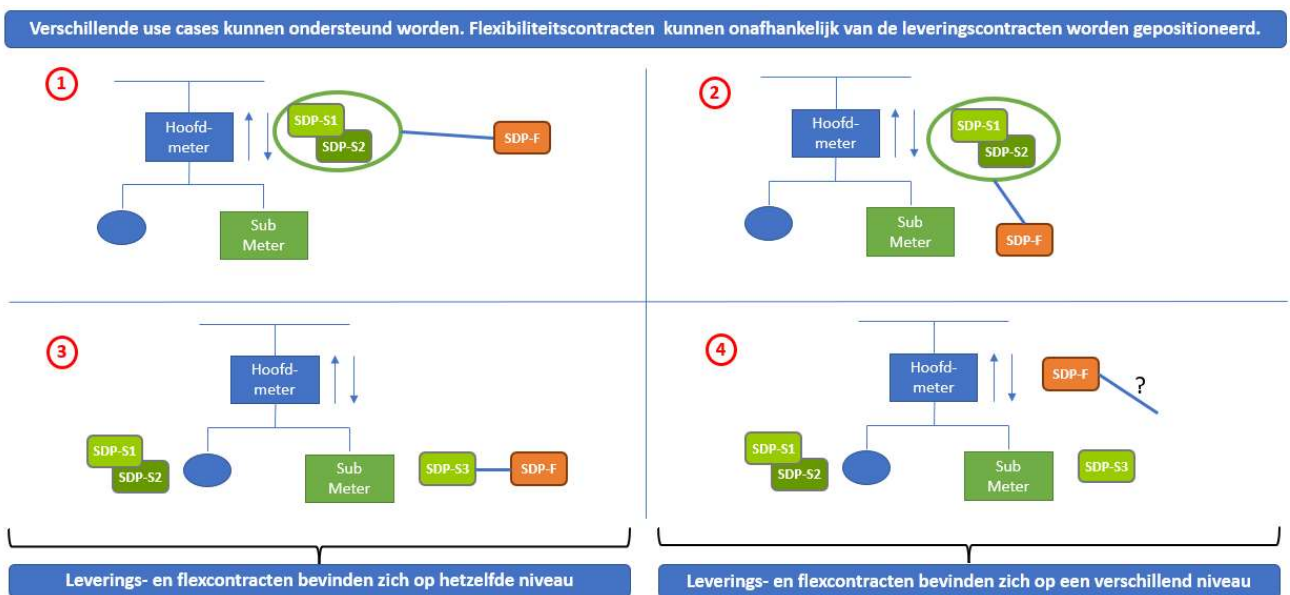 Verschillende use cases kunnen ondersteund worden. Flexibiliteitscontracten kunnen onafhankelijk van de leveringscontracten worden gepositioneerd.
1
Hoofd-
meter
SDP-S1
SDP-S2
SDP-F
Sub
Meter
2
Hoofd-
meter
SDP-S1
SDP-S2
Sub
Meter
SDP-F
3
Hoofd-
meter
SDP-S1
SDP-S2
Sub
Meter
SDP-S3
SDP-F
4
Hoofd-
meter
SDP-F
?
SDP-S1
SDP-S2
Sub
Meter
SDP-S3
Leverings- en flexcontracten bevinden zich op hetzelfde niveau
Leverings- en flexcontracten bevinden zich op een verschillend niveau